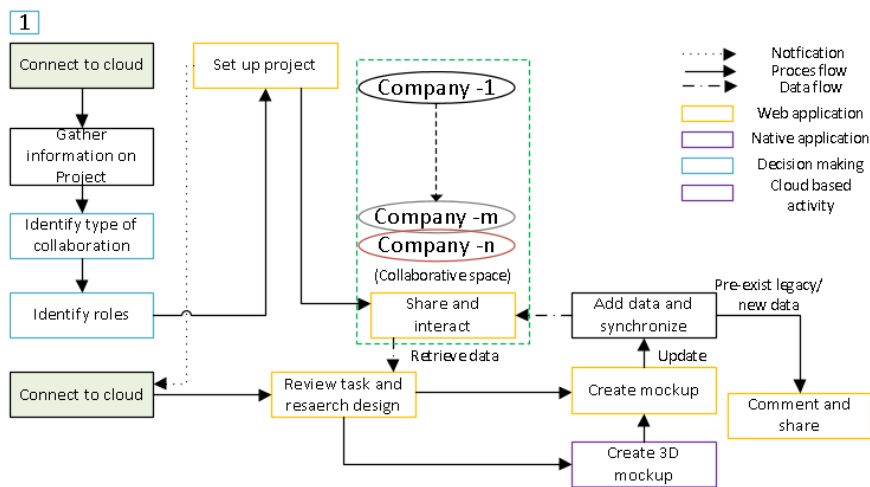 1
Connect to cloud
Set up project
Company -1
Notfication
Proces flow
Data flow
Web application
Native application
Decision making
Cloud based
activity
Gather
information on
Project
Identify type of
collaboration
Identify roles
Company -m
Company -n
(Collaborative space)
Share and
interact
Add data and
synchronize
Pre-exist legacy/
new data
Retrieve data
Update
Connect to cloud
Review task and
resaerch design
Create mockup
Comment and
share
Create 3D
mockup